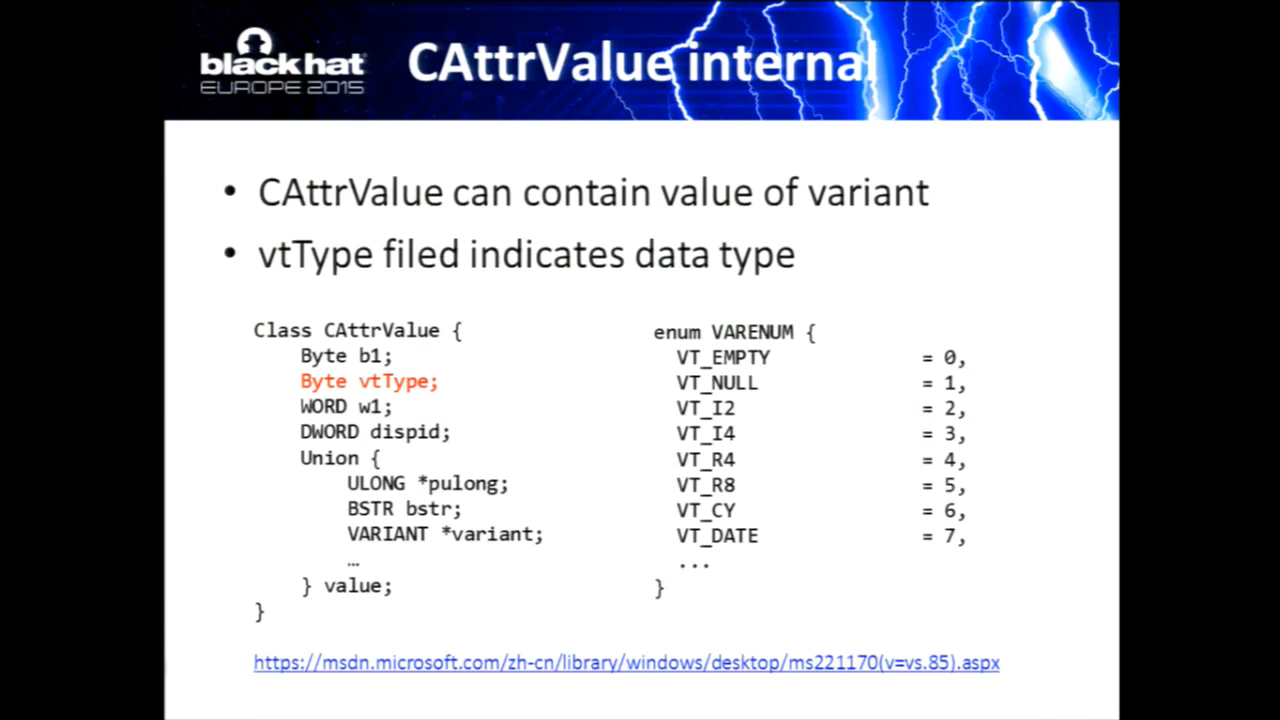 black hat
EUROPE 2015
CAttrValue internal
• CAttrValue can contain value of variant
• vtType filed indicates data type
Class CAttrValue {
Byte b1;
Byte vtType;
WORD w1;
DWORD dispid;
Union {
ULONG *pulong;
BSTR bstr;
VARIANT *variant;
…
} value;
}
enum VARENUM {
VT_EMPTY = 0,
VT_NULL = 1,
VT_I2 = 2,
VT_I4 = 3,
VT_R4 = 4,
VT_R8 = 5,
VT_CY = 6,
VT_DATE = 7,
...
}
https://msdn.microsoft.com/zh-cn/library/windows/desktop/ms221170(v=vs.85).aspx